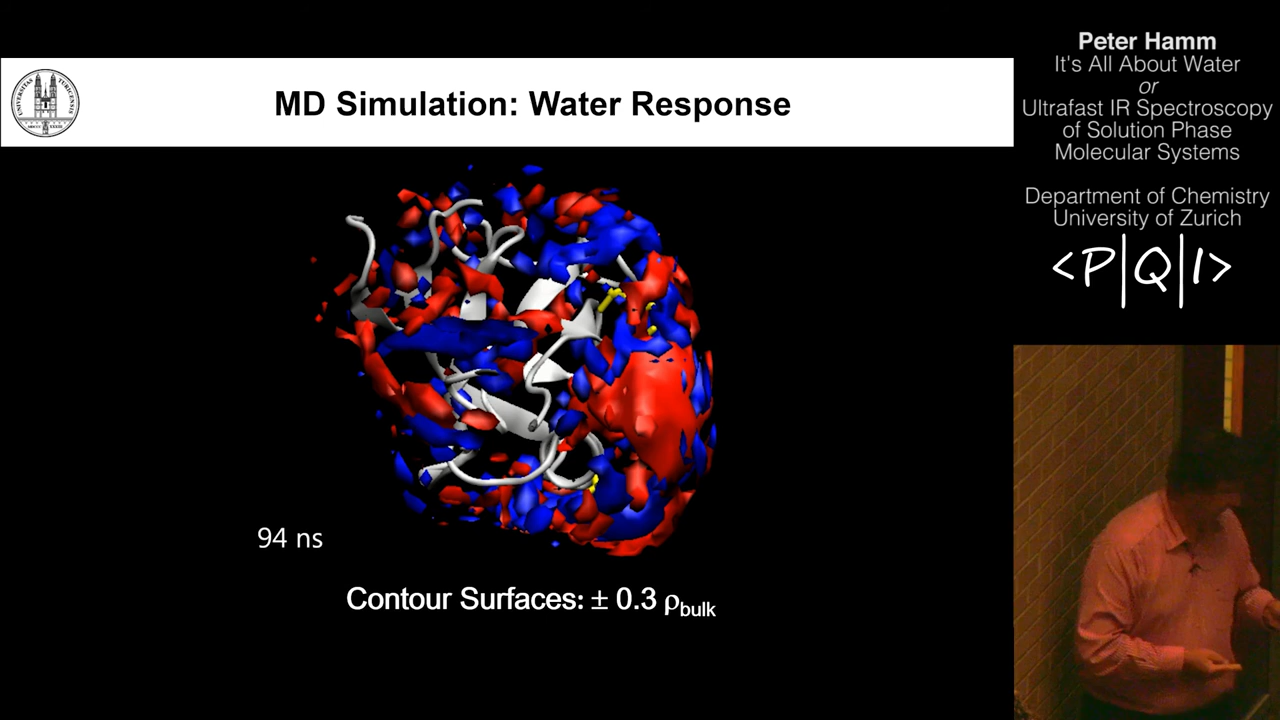 MD Simulation: Water Response
94 ns
Contour Surfaces: ± 0.3 ρbulk
Peter Hamm
It's All About Water
or
Ultrafast IR Spectroscopy
of Solution Phase
Molecular Systems
Department of Chemistry
University of Zurich
<P|Q|I>